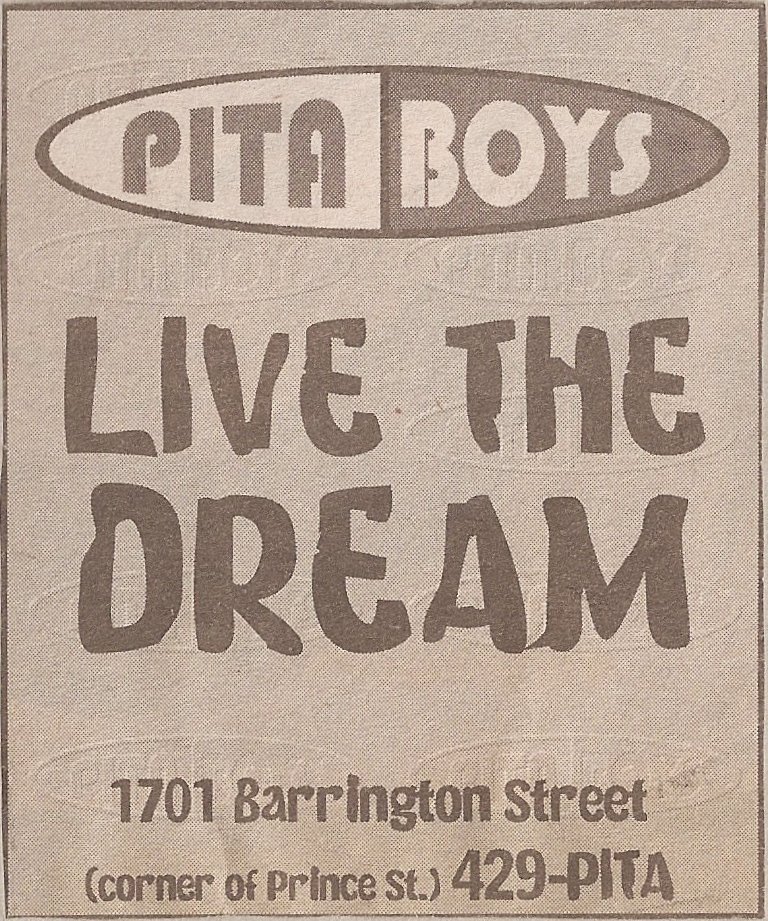 PITA BOYS
LIVE THE
DREAM
1701 Barrington Street
(corner of Prince St.) 429-PITA